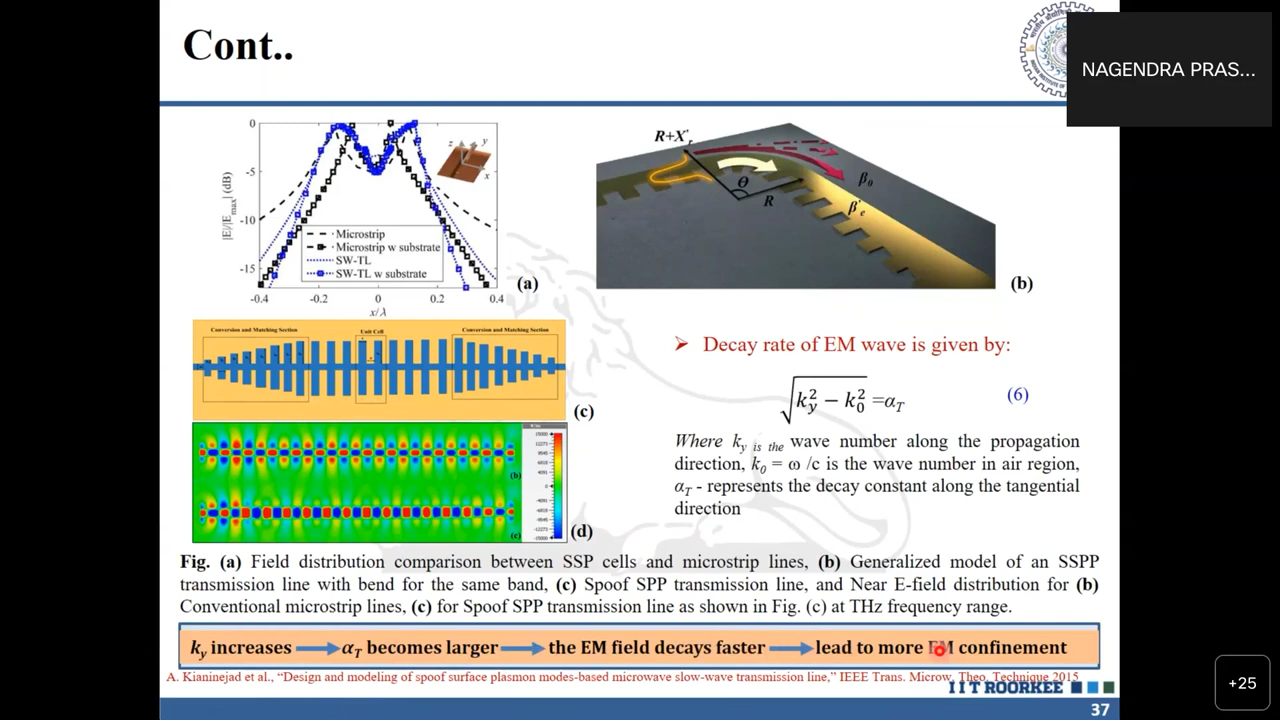 Cont..
NAGENDRA PRAS...
|E|/|E_max| (dB)
0
-5
-10
-15
-0.4
-0.2
0
0.2
0.4
x/λ
Microstrip
Microstrip w substrate
SW-TL
SW-TL w substrate
z
y
x
(a)
R+X'r
Θ
R
β0
β'e
(b)
Conversion and Matching Section
Unit Cell
Conversion and Matching Section
(c)
(b)
(c)
(d)
➢ Decay rate of EM wave is given by:
√(k_y^2 − k_0^2) =α_T
(6)
Where k_y is the wave number along the propagation
direction, k_0 = ω /c is the wave number in air region,
α_T - represents the decay constant along the tangential
direction
Fig. (a) Field distribution comparison between SSP cells and microstrip lines, (b) Generalized model of an SSPP
transmission line with bend for the same band, (c) Spoof SPP transmission line, and Near E-field distribution for (b)
Conventional microstrip lines, (c) for Spoof SPP transmission line as shown in Fig. (c) at THz frequency range.
k_y increases → α_T becomes larger → the EM field decays faster → lead to more EM confinement
A. Kianinejad et al., “Design and modeling of spoof surface plasmon modes-based microwave slow-wave transmission line,” IEEE Trans. Microw. Theo. Technique 2015
I I T ROORKEE
37
+25